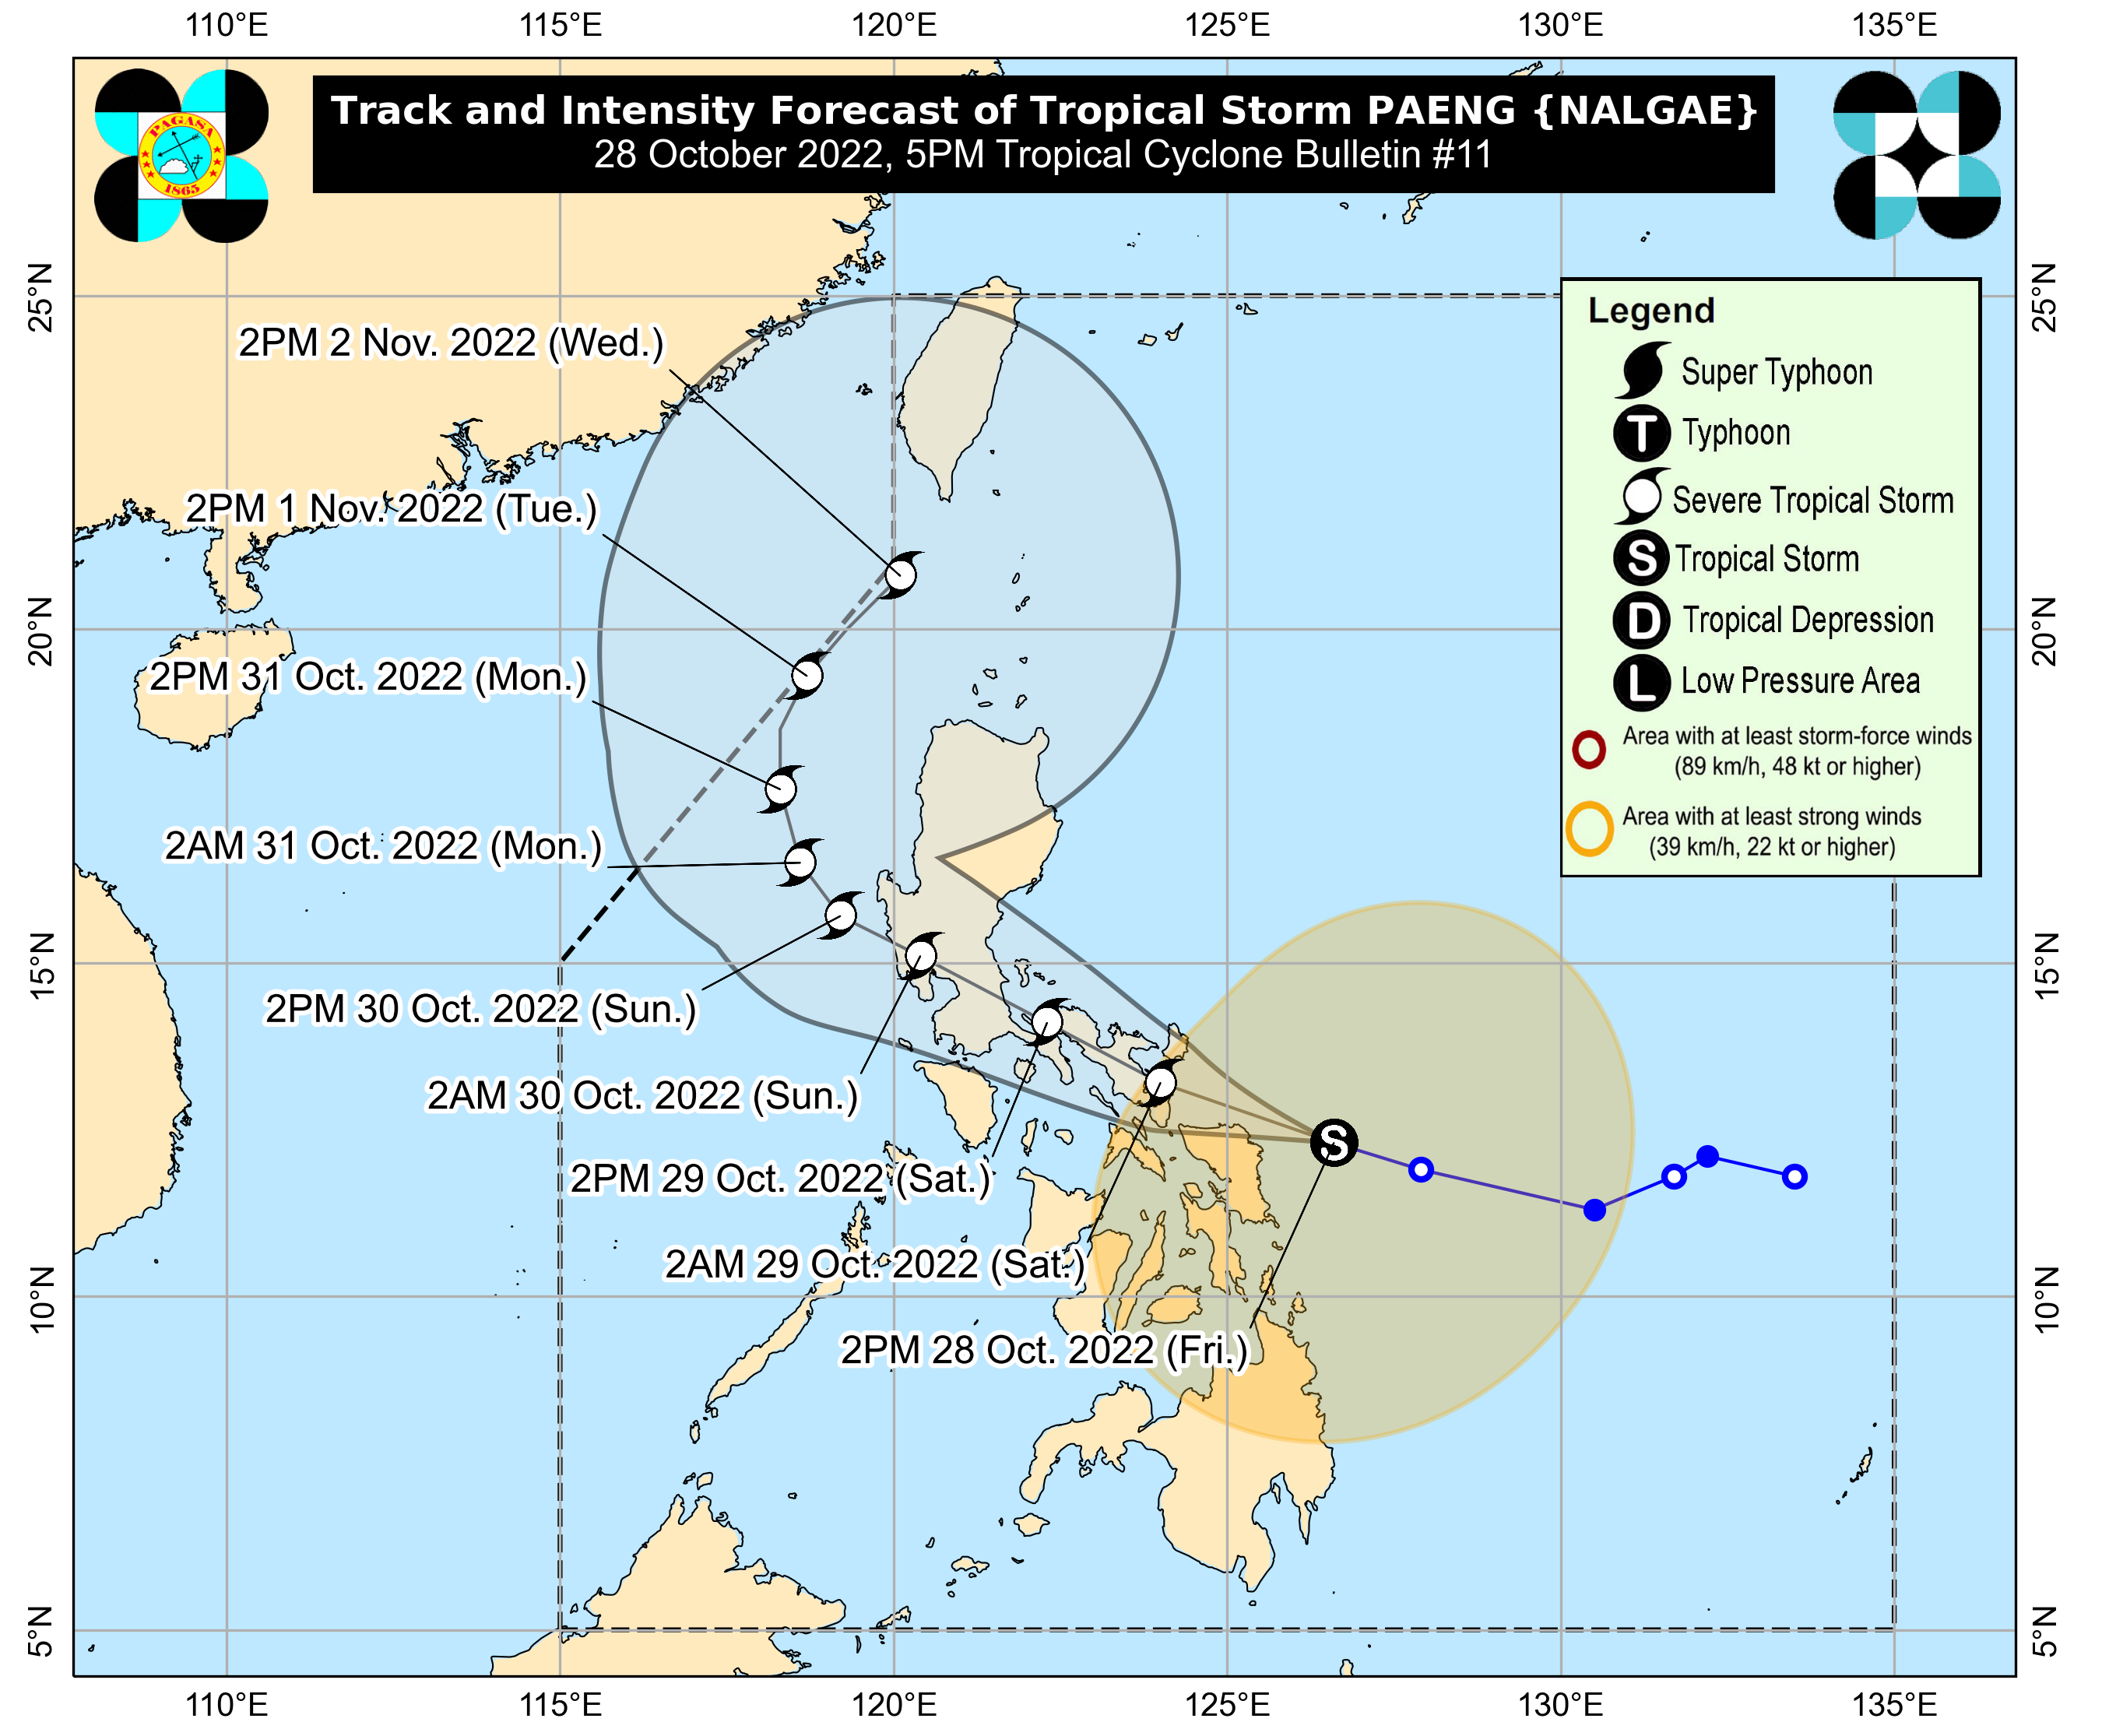 110°E 115°E 120°E 125°E 130°E 135°E
Track and Intensity Forecast of Tropical Storm PAENG {NALGAE}
28 October 2022, 5PM Tropical Cyclone Bulletin #11
PAGASA
1865
25°N
25°N
Legend
Super Typhoon
T Typhoon
Severe Tropical Storm
S Tropical Storm
D Tropical Depression
L Low Pressure Area
Area with at least storm-force winds
(89 km/h, 48 kt or higher)
Area with at least strong winds
(39 km/h, 22 kt or higher)
2PM 2 Nov. 2022 (Wed.)
2PM 1 Nov. 2022 (Tue.)
20°N
20°N
2PM 31 Oct. 2022 (Mon.)
2AM 31 Oct. 2022 (Mon.)
15°N
15°N
2PM 30 Oct. 2022 (Sun.)
2AM 30 Oct. 2022 (Sun.)
S
2PM 29 Oct. 2022 (Sat.)
2AM 29 Oct. 2022 (Sat.)
10°N
10°N
2PM 28 Oct. 2022 (Fri.)
5°N
5°N
110°E 115°E 120°E 125°E 130°E 135°E